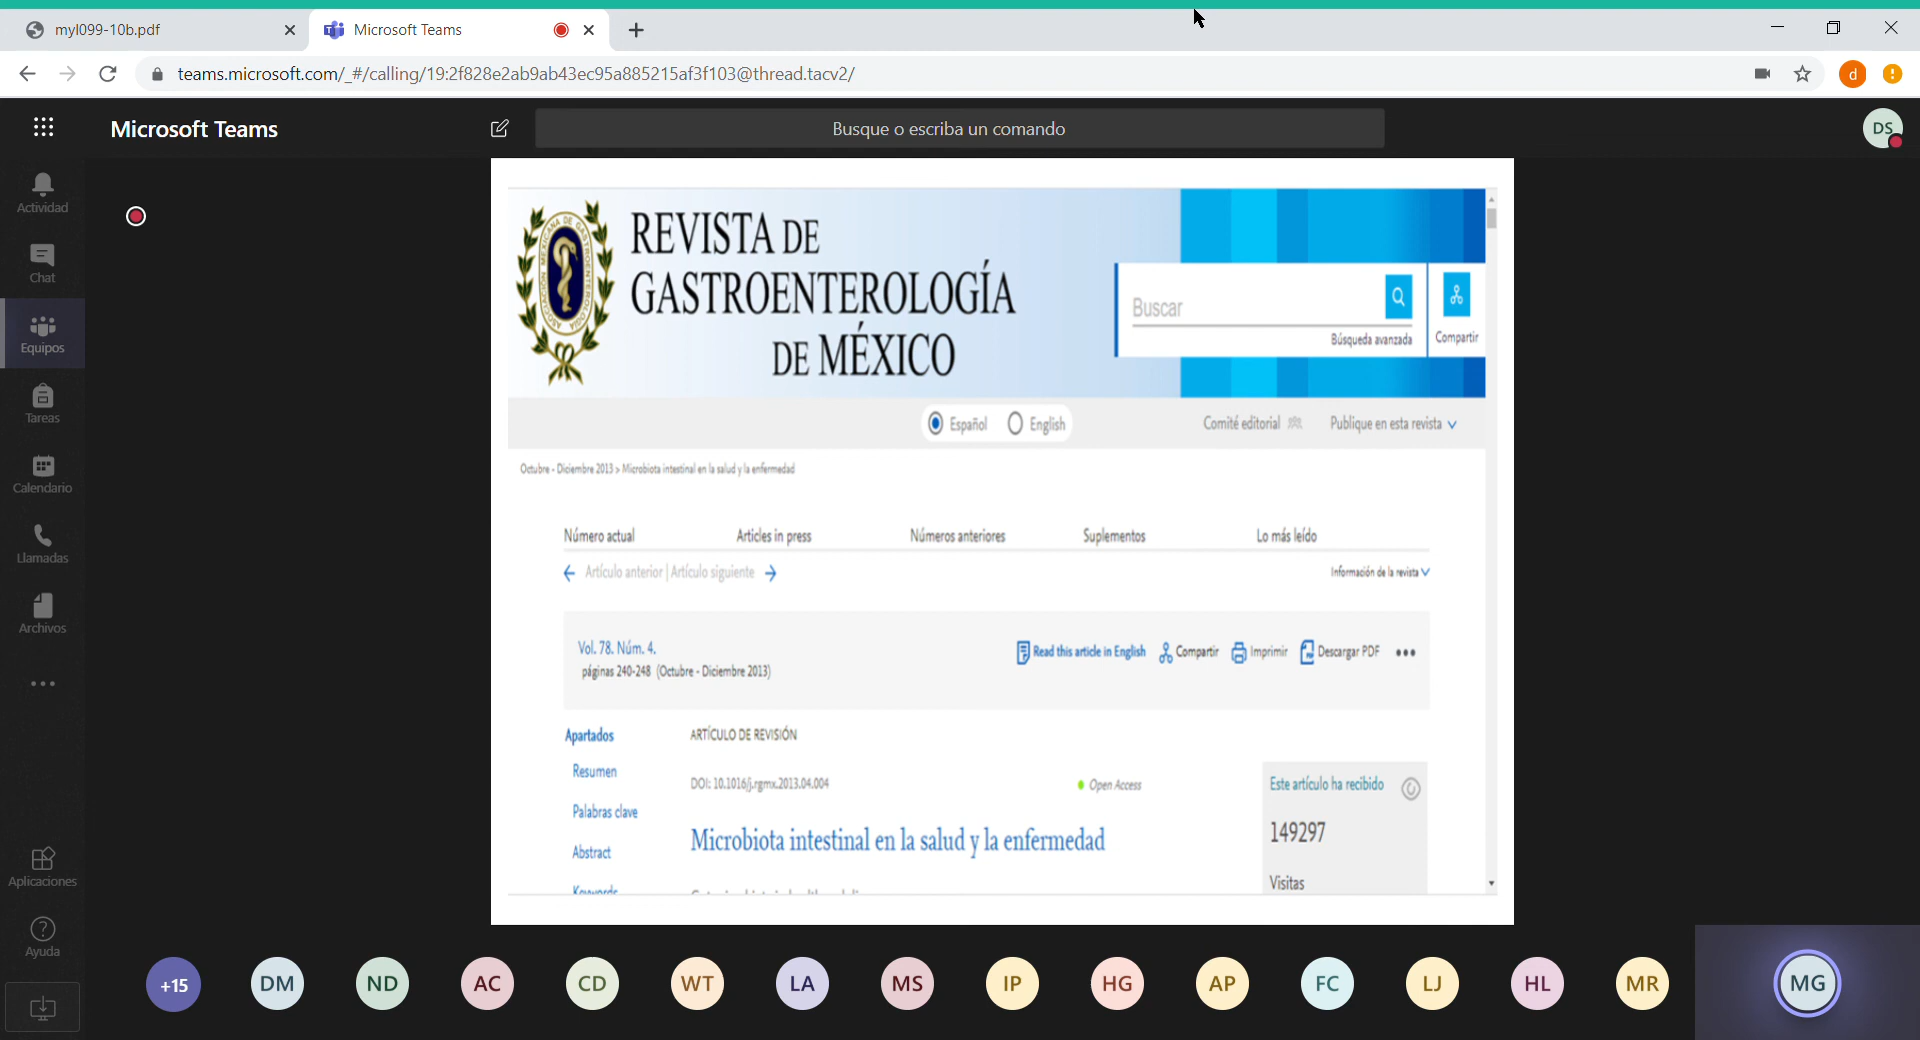 myl099-10b.pdf
Microsoft Teams
teams.microsoft.com/_#/calling/19:2f828e2ab9ab43ec95a885215af3f103@thread.tacv2/
d
Microsoft Teams
Busque o escriba un comando
DS
Actividad
Chat
Equipos
Tareas
Calendario
Llamadas
Archivos
Aplicaciones
Ayuda
ASOCIACIÓN MEXICANA DE GASTROENTEROLOGÍA
REVISTA DE
GASTROENTEROLOGÍA
DE MÉXICO
Buscar
Búsqueda avanzada
Compartir
Español
English
Comité editorial
Publique en esta revista
Octubre - Diciembre 2013 > Microbiota intestinal en la salud y la enfermedad
Número actual
Articles in press
Números anteriores
Suplementos
Lo más leído
Artículo anterior | Artículo siguiente
Información de la revista
Vol. 78. Núm. 4.
páginas 240-248 (Octubre - Diciembre 2013)
Read this article in English
Compartir
Imprimir
Descargar PDF
Apartados
Resumen
Palabras clave
Abstract
Keywords
ARTÍCULO DE REVISIÓN
DOI: 10.1016/j.rgmx.2013.04.004
Open Access
Microbiota intestinal en la salud y la enfermedad
Este artículo ha recibido
149297
Visitas
+15
DM
ND
AC
CD
WT
LA
MS
IP
HG
AP
FC
LJ
HL
MR
MG